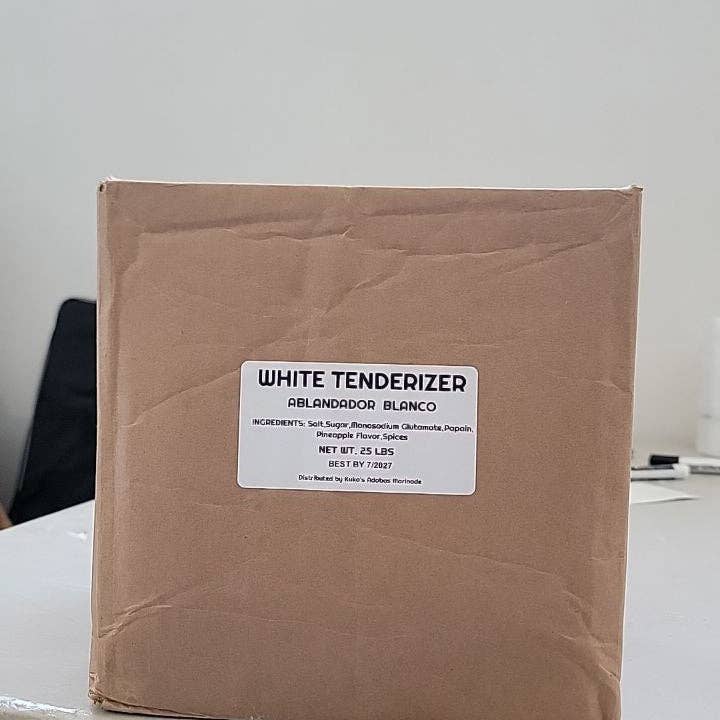 WHITE TENDERIZER
ABLANDADOR BLANCO
INGREDIENTS: Salt,Sugar,Monosodium Glutamate,Papain,
Pineapple Flavor,Spices
NET WT. 25 LBS
BEST BY 7/2027
Distributed by Kuko's Adobos Marinade